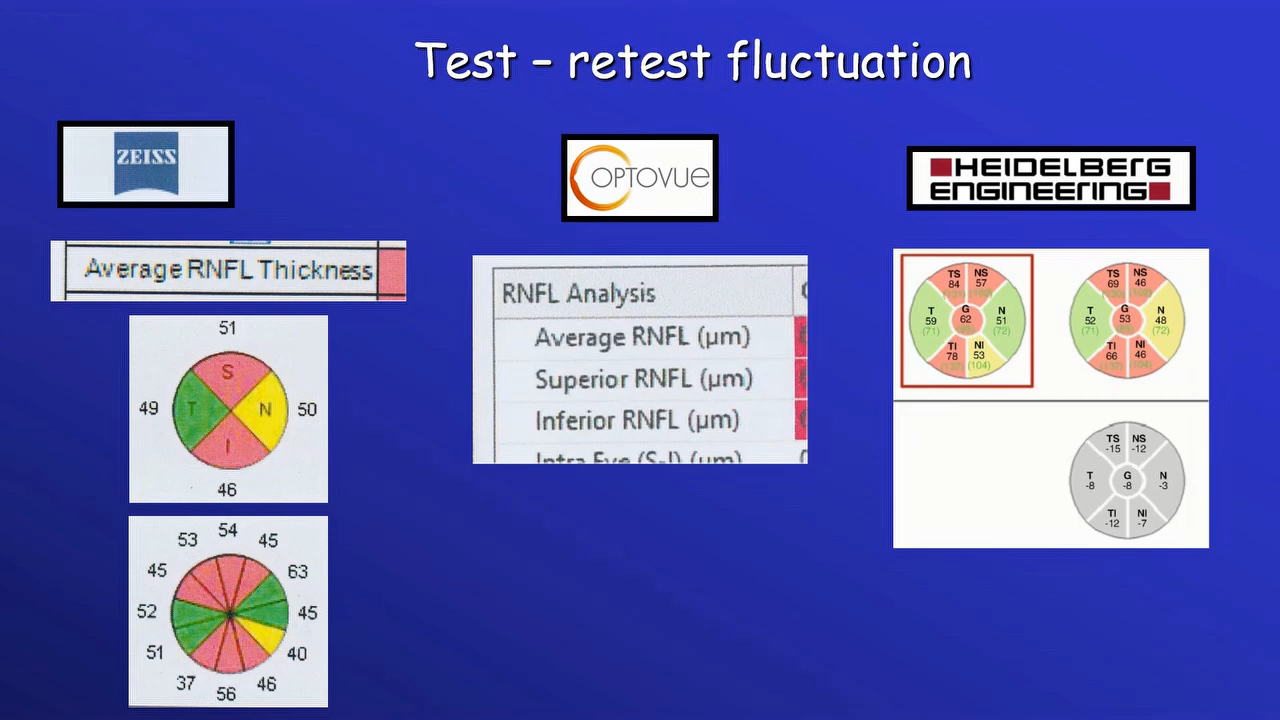 Test – retest fluctuation
ZEISS
Average RNFL Thickness
51
S
49 T N 50
I
46
54
53 45
45 63
52 45
51 40
37 46
56
OPTOVUE
RNFL Analysis
Average RNFL (µm)
Superior RNFL (µm)
Inferior RNFL (µm)
Intra Eye (S-I) (µm)
HEIDELBERG
ENGINEERING
TS NS
84 57
T G N
59 62 51
(71) (72)
TI NI
78 53
(104)
TS NS
69 46
T G N
52 53 48
(71) (72)
TI NI
66 46
TS NS
-15 -12
T G N
-8 -8 -3
TI NI
-12 -7